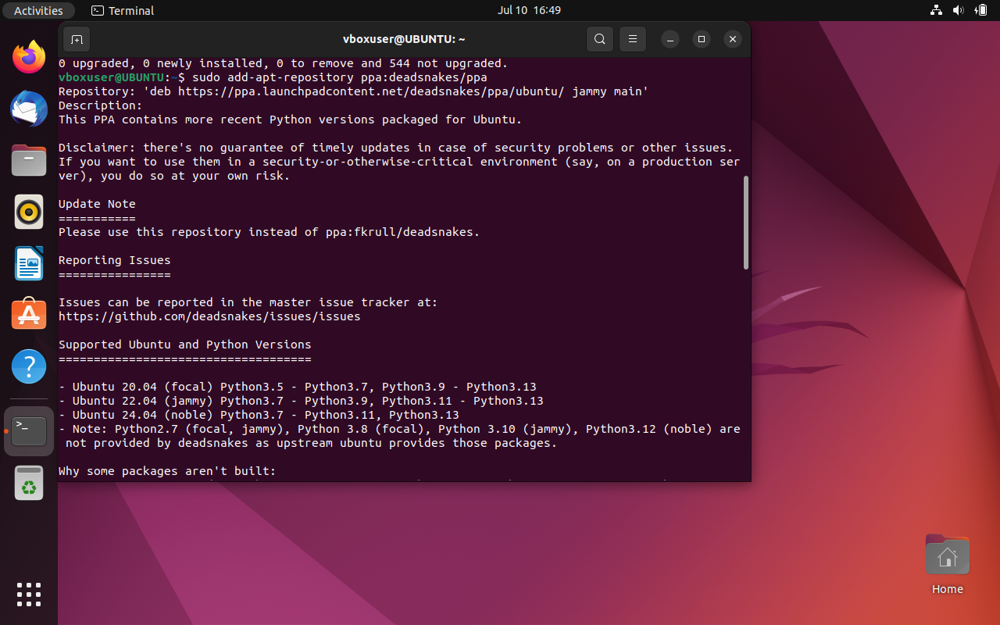 Activities
Terminal
Jul 10 16:49
vboxuser@UBUNTU: ~
0 upgraded, 0 newly installed, 0 to remove and 544 not upgraded.
vboxuser@UBUNTU:~$ sudo add-apt-repository ppa:deadsnakes/ppa
Repository: 'deb https://ppa.launchpadcontent.net/deadsnakes/ppa/ubuntu/ jammy main'
Description:
This PPA contains more recent Python versions packaged for Ubuntu.
Disclaimer: there's no guarantee of timely updates in case of security problems or other issues.
If you want to use them in a security-or-otherwise-critical environment (say, on a production ser
ver), you do so at your own risk.
Update Note
===========
Please use this repository instead of ppa:fkrull/deadsnakes.
Reporting Issues
================
Issues can be reported in the master issue tracker at:
https://github.com/deadsnakes/issues/issues
Supported Ubuntu and Python Versions
====================================
- Ubuntu 20.04 (focal) Python3.5 - Python3.7, Python3.9 - Python3.13
- Ubuntu 22.04 (jammy) Python3.7 - Python3.9, Python3.11 - Python3.13
- Ubuntu 24.04 (noble) Python3.7 - Python3.11, Python3.13
- Note: Python2.7 (focal, jammy), Python 3.8 (focal), Python 3.10 (jammy), Python3.12 (noble) are
 not provided by deadsnakes as upstream ubuntu provides those packages.
Why some packages aren't built:
Home